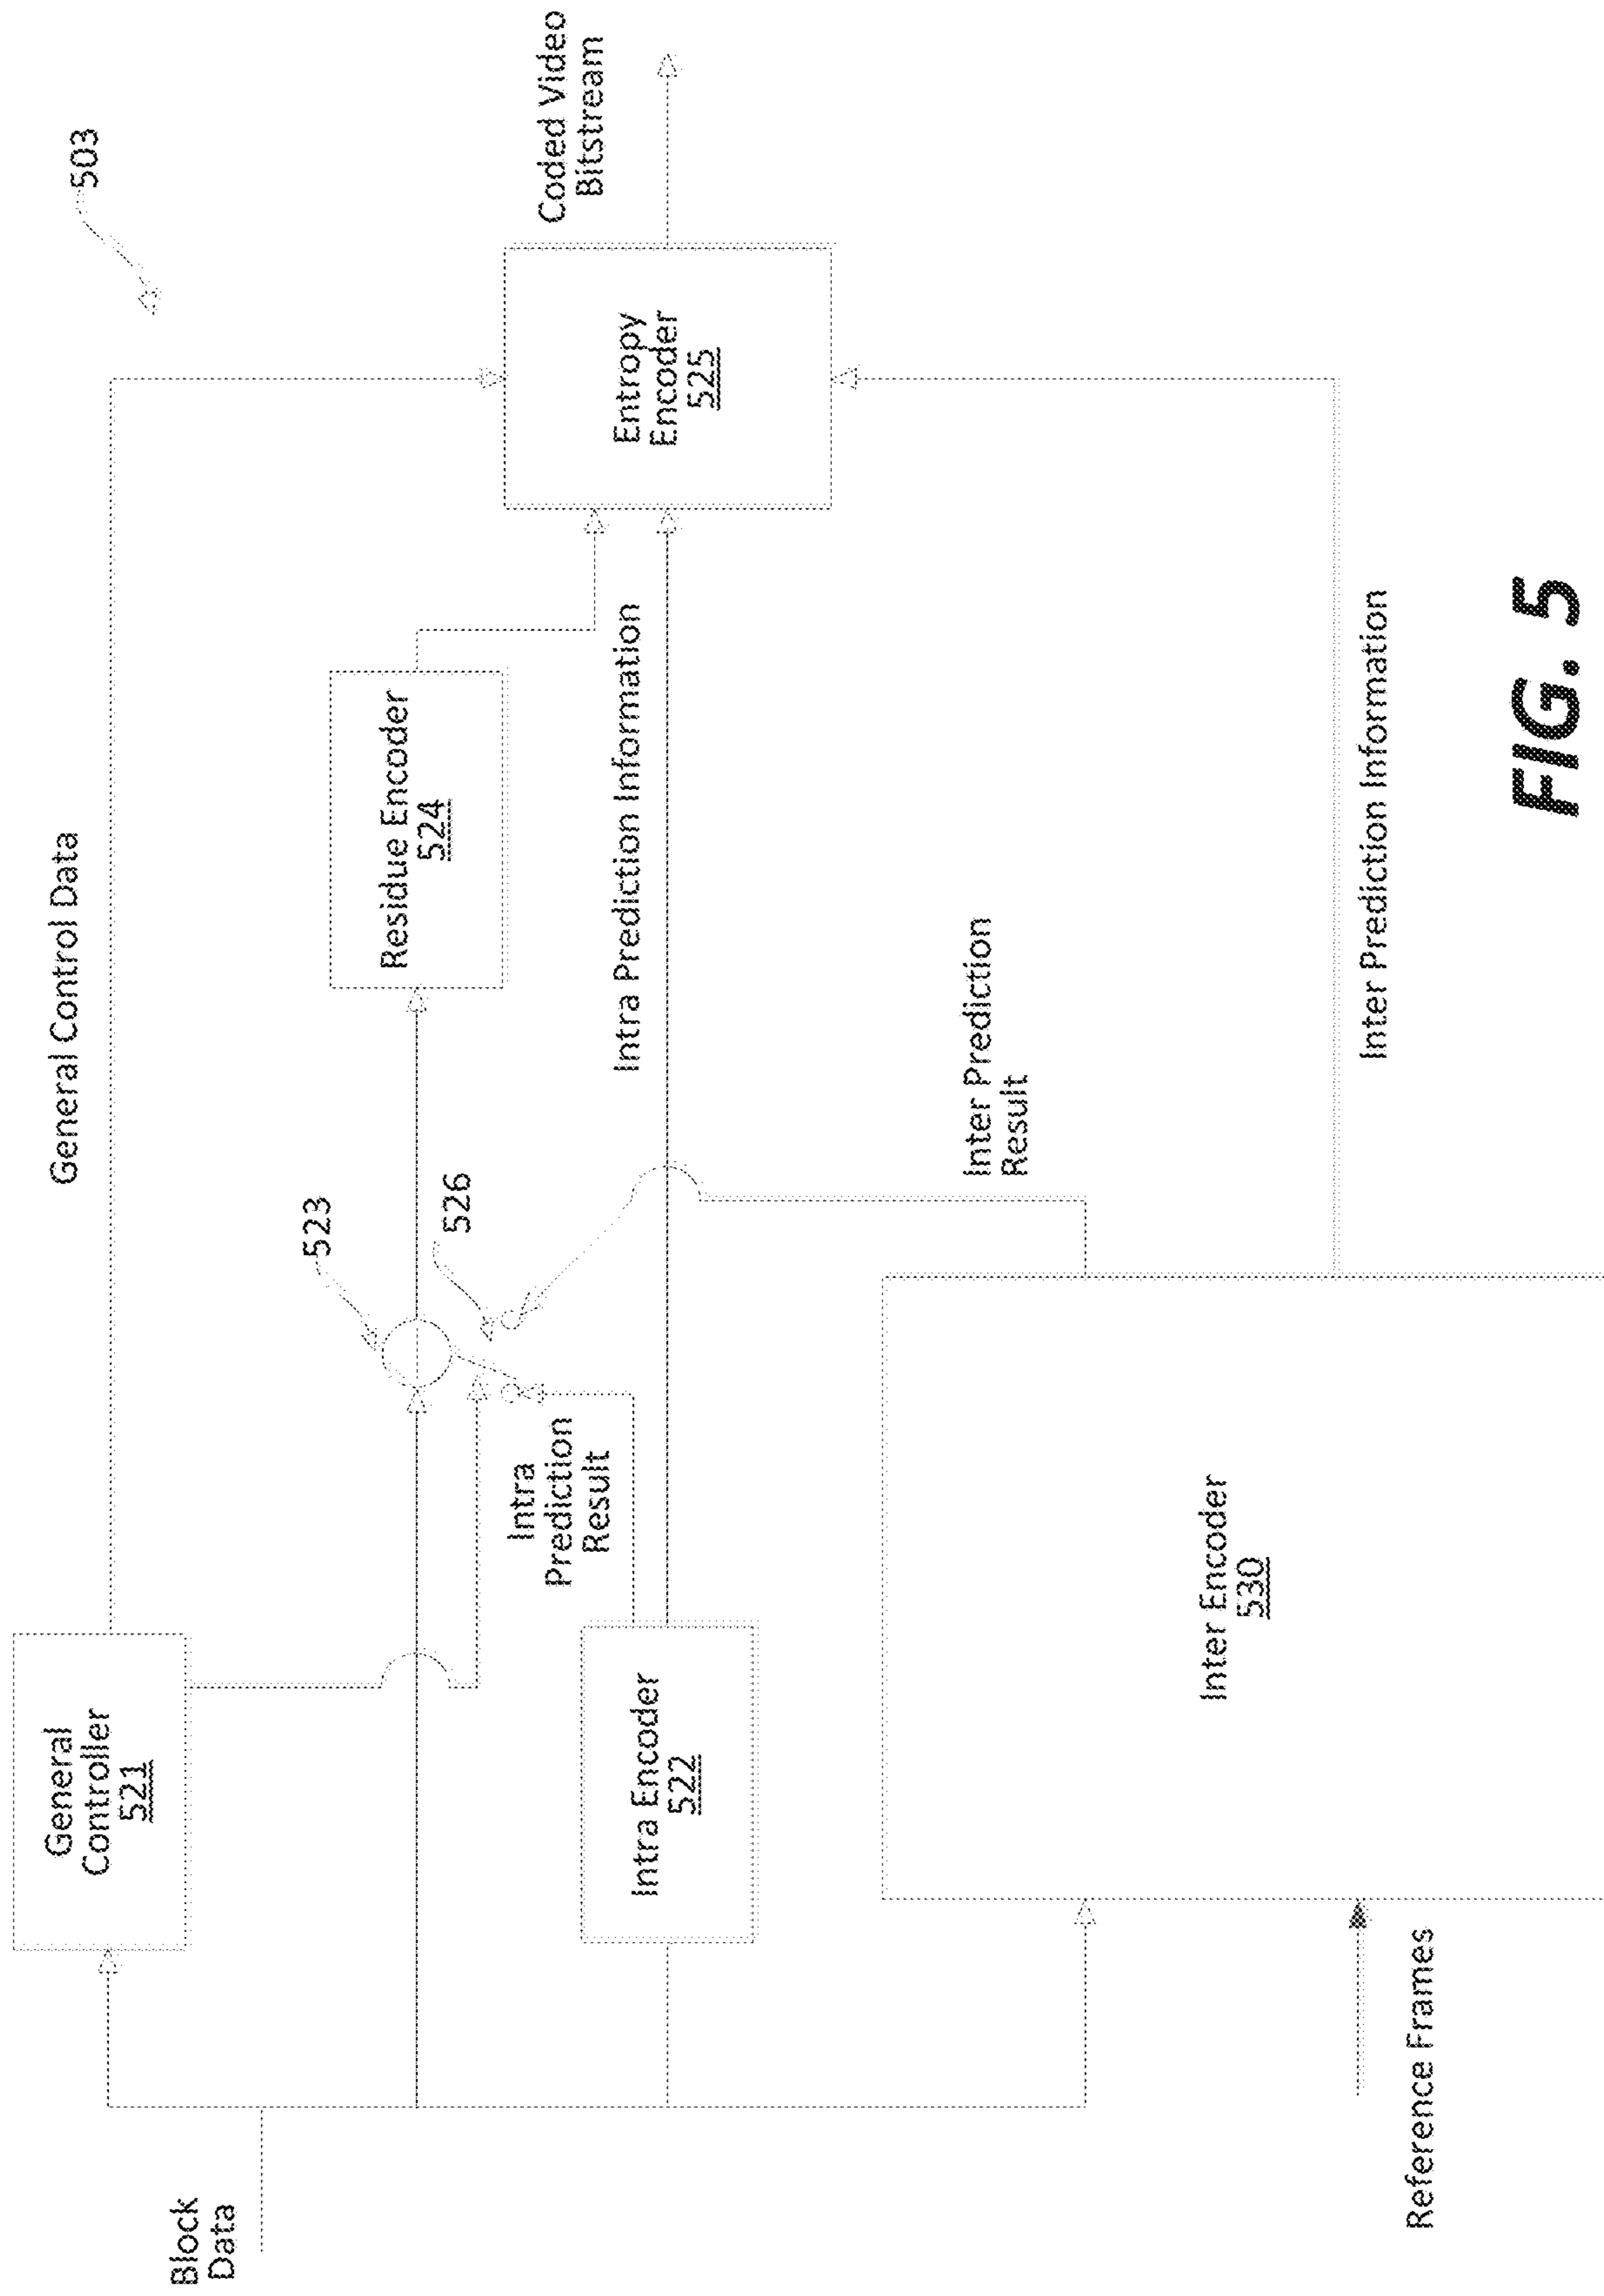 503
General Control Data
General
Controller
521
Block
Data
523
526
Residue Encoder
524
Coded Video
Bitstream
Entropy
Encoder
525
Intra
Prediction
Result
Intra Prediction Information
Intra Encoder
522
Inter Prediction
Result
Inter Encoder
530
Inter Prediction Information
Reference Frames
FIG. 5